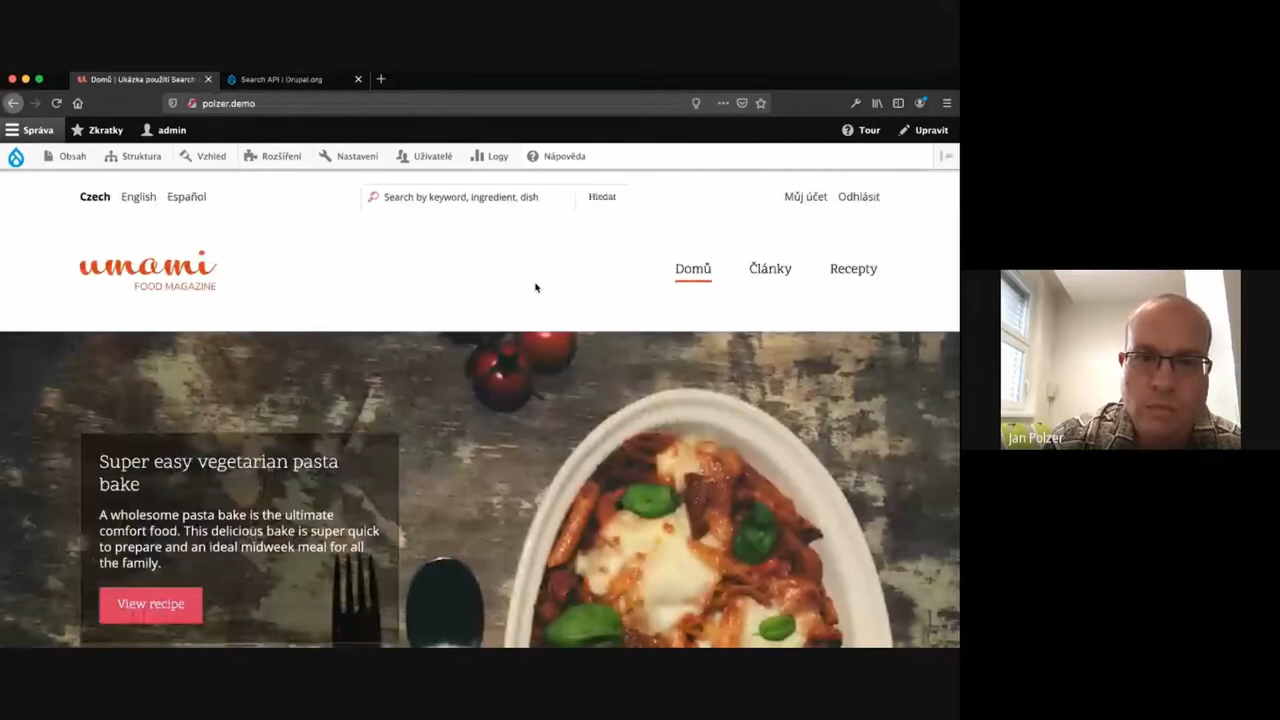 Domů | Ukázka použití Search
Search API | Drupal.org
polzer.demo
Správa Zkratky admin Tour Upravit
Obsah Struktura Vzhled Rozšíření Nastavení Uživatelé Logy Nápověda
Czech English Español Search by keyword, ingredient, dish Hledat Můj účet Odhlásit
umami
FOOD MAGAZINE
Domů Články Recepty
Super easy vegetarian pasta
bake
A wholesome pasta bake is the ultimate
comfort food. This delicious bake is super quick
to prepare and an ideal midweek meal for all
the family.
View recipe
Jan Polzer